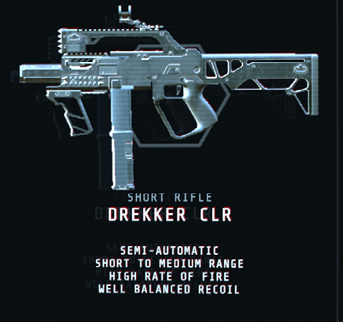 SHORT RIFLE
DREKKER CLR
SEMI-AUTOMATIC
SHORT TO MEDIUM RANGE
HIGH RATE OF FIRE
WELL BALANCED RECOIL